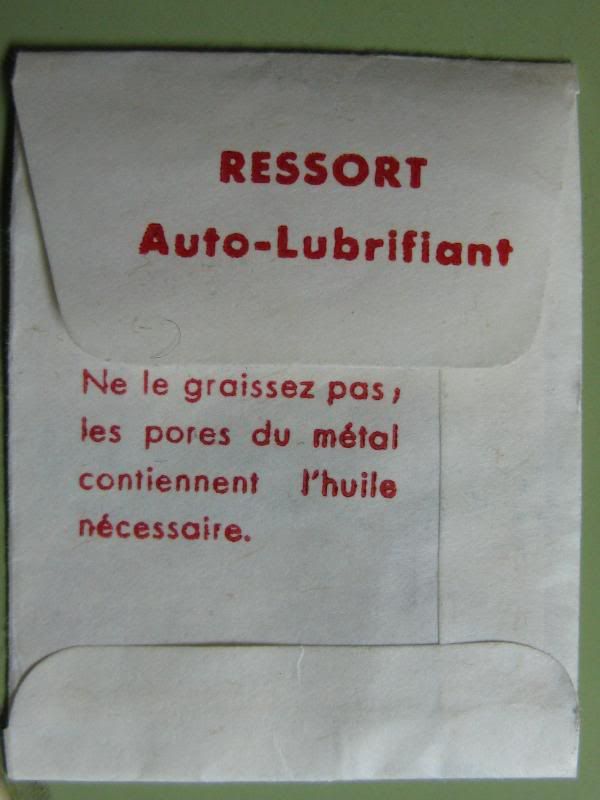 RESSORT
Auto-Lubrifiant
Ne le graissez pas;
les pores du métal
contiennent l'huile
nécessaire.